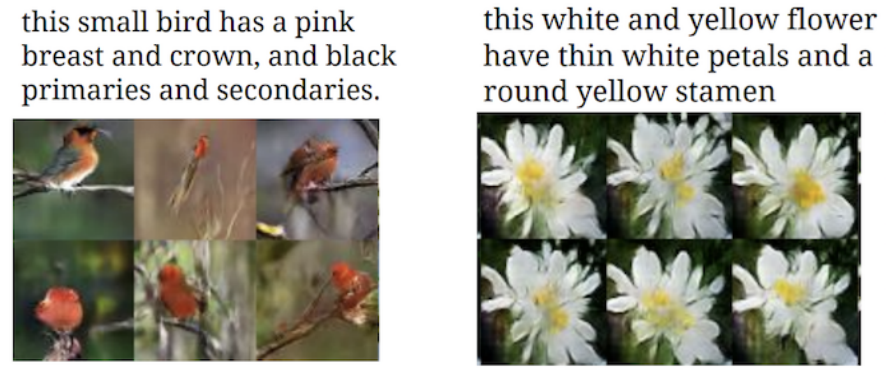 this small bird has a pink
breast and crown, and black
primaries and secondaries.
this white and yellow flower
have thin white petals and a
round yellow stamen